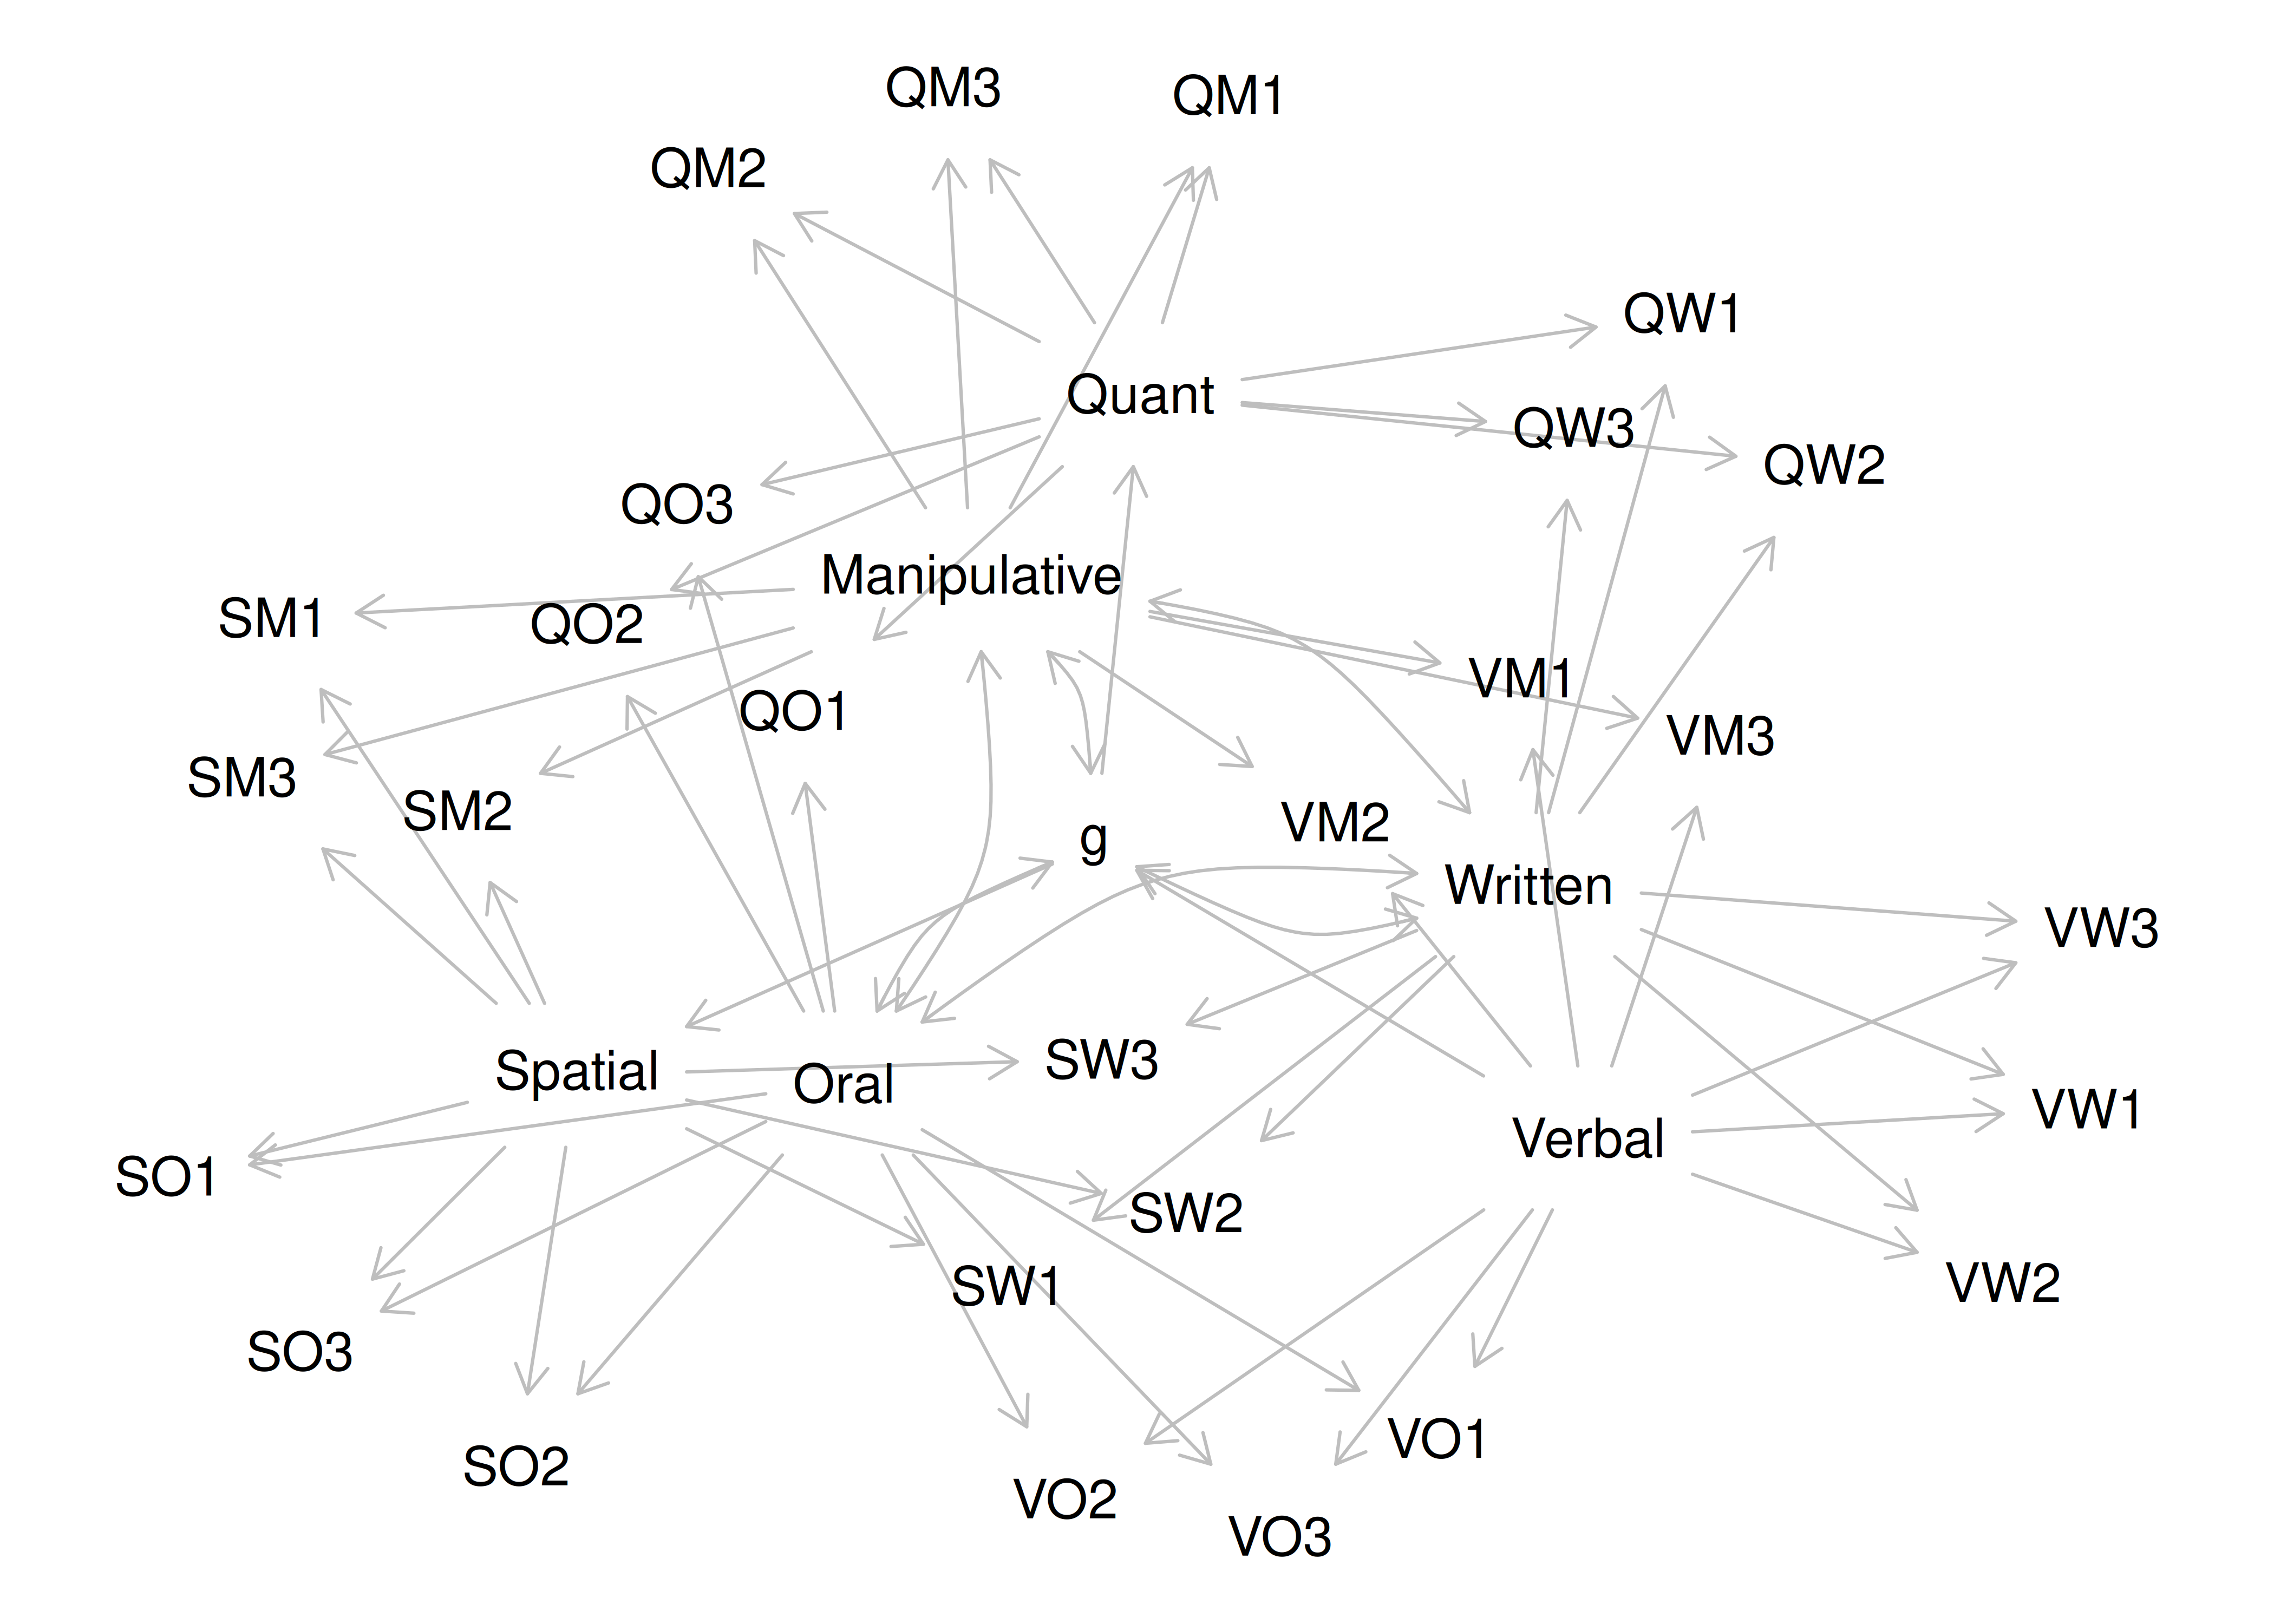 QM3
QM1
QM2
QW1
Quant
QW3
QW2
QO3
Manipulative
SM1
QO2
VM1
QO1
VM3
SM3
SM2
VM2
g
Written
VW3
SW3
Spatial
Oral
VW1
Verbal
SO1
SW2
SW1
VW2
SO3
VO1
SO2
VO2
VO3